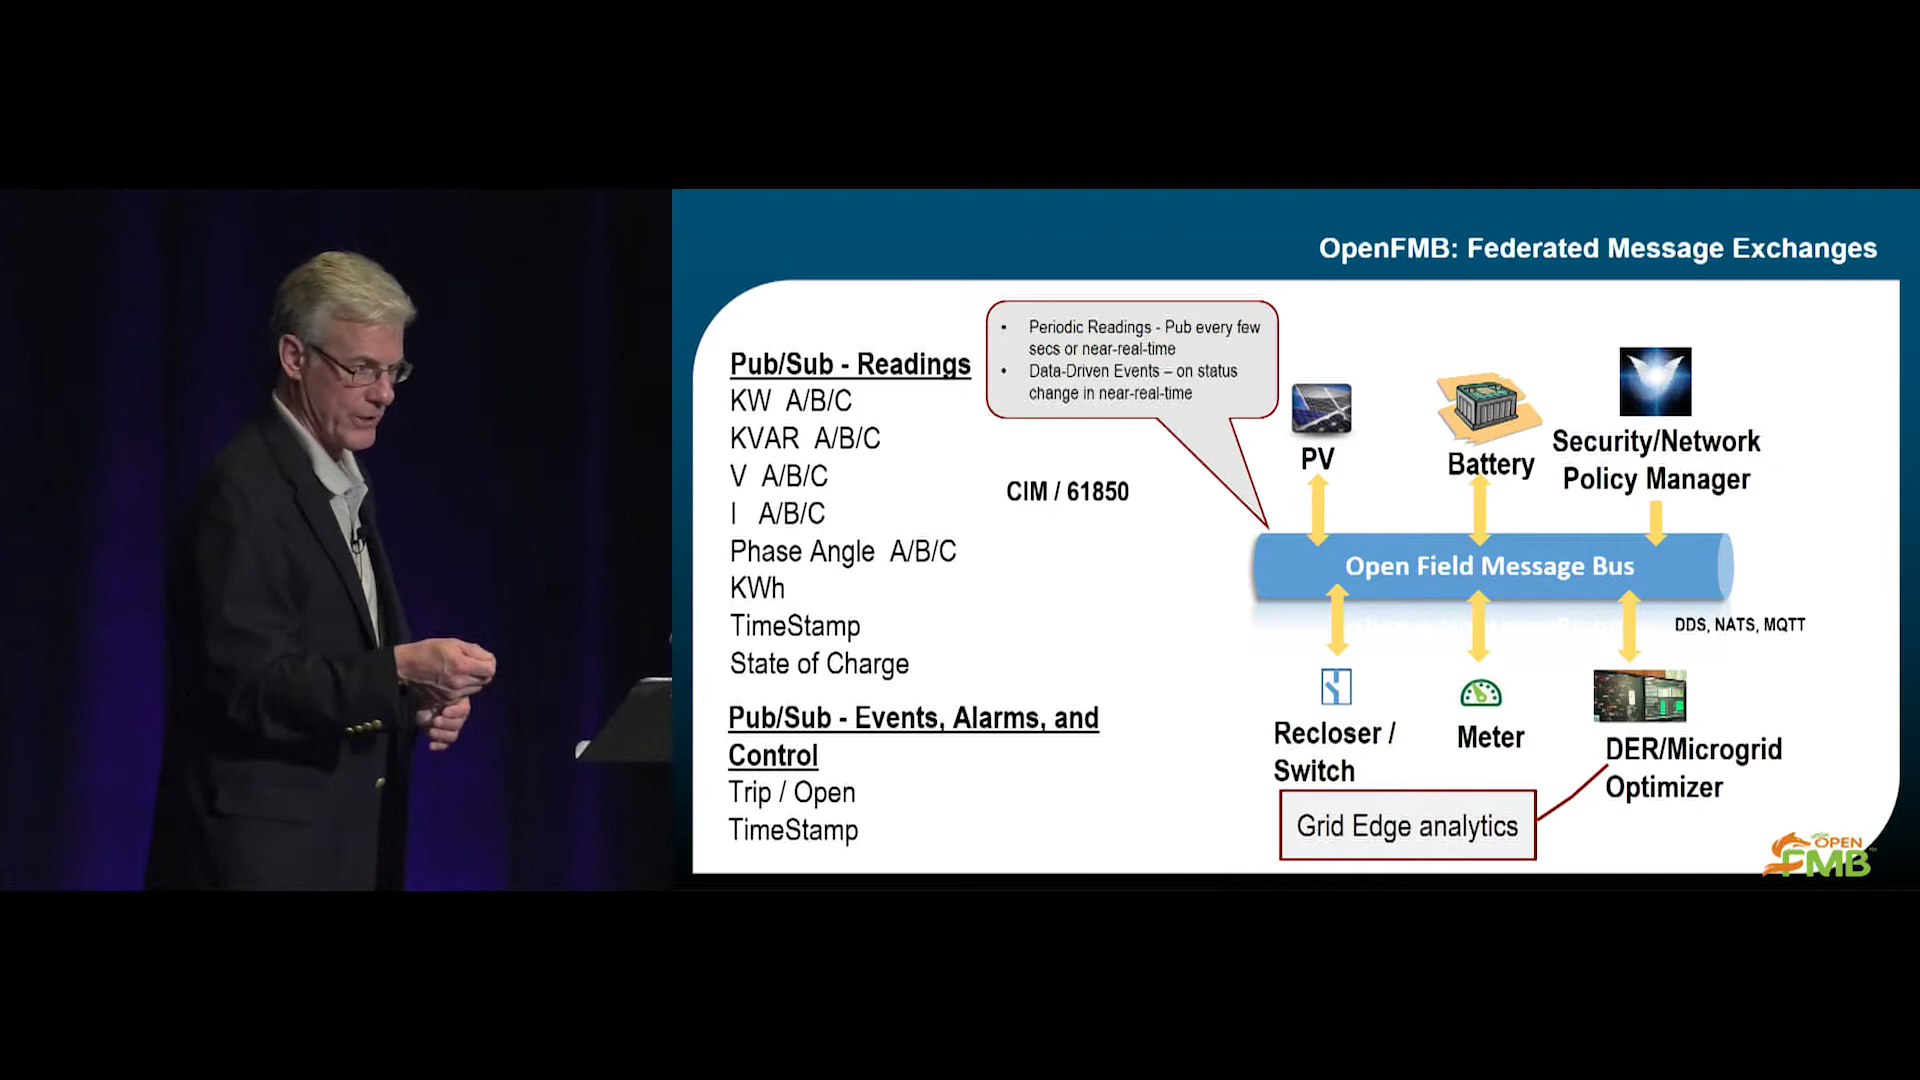 OpenFMB: Federated Message Exchanges
Pub/Sub - Readings
KW A/B/C
KVAR A/B/C
V A/B/C
I A/B/C
Phase Angle A/B/C
KWh
TimeStamp
State of Charge
Pub/Sub - Events, Alarms, and
Control
Trip / Open
TimeStamp
• Periodic Readings - Pub every few
secs or near-real-time
• Data-Driven Events – on status
change in near-real-time
CIM / 61850
PV
Battery
Security/Network
Policy Manager
Open Field Message Bus
DDS, NATS, MQTT
Recloser /
Switch
Meter
DER/Microgrid
Optimizer
Grid Edge analytics
OPEN
FMB